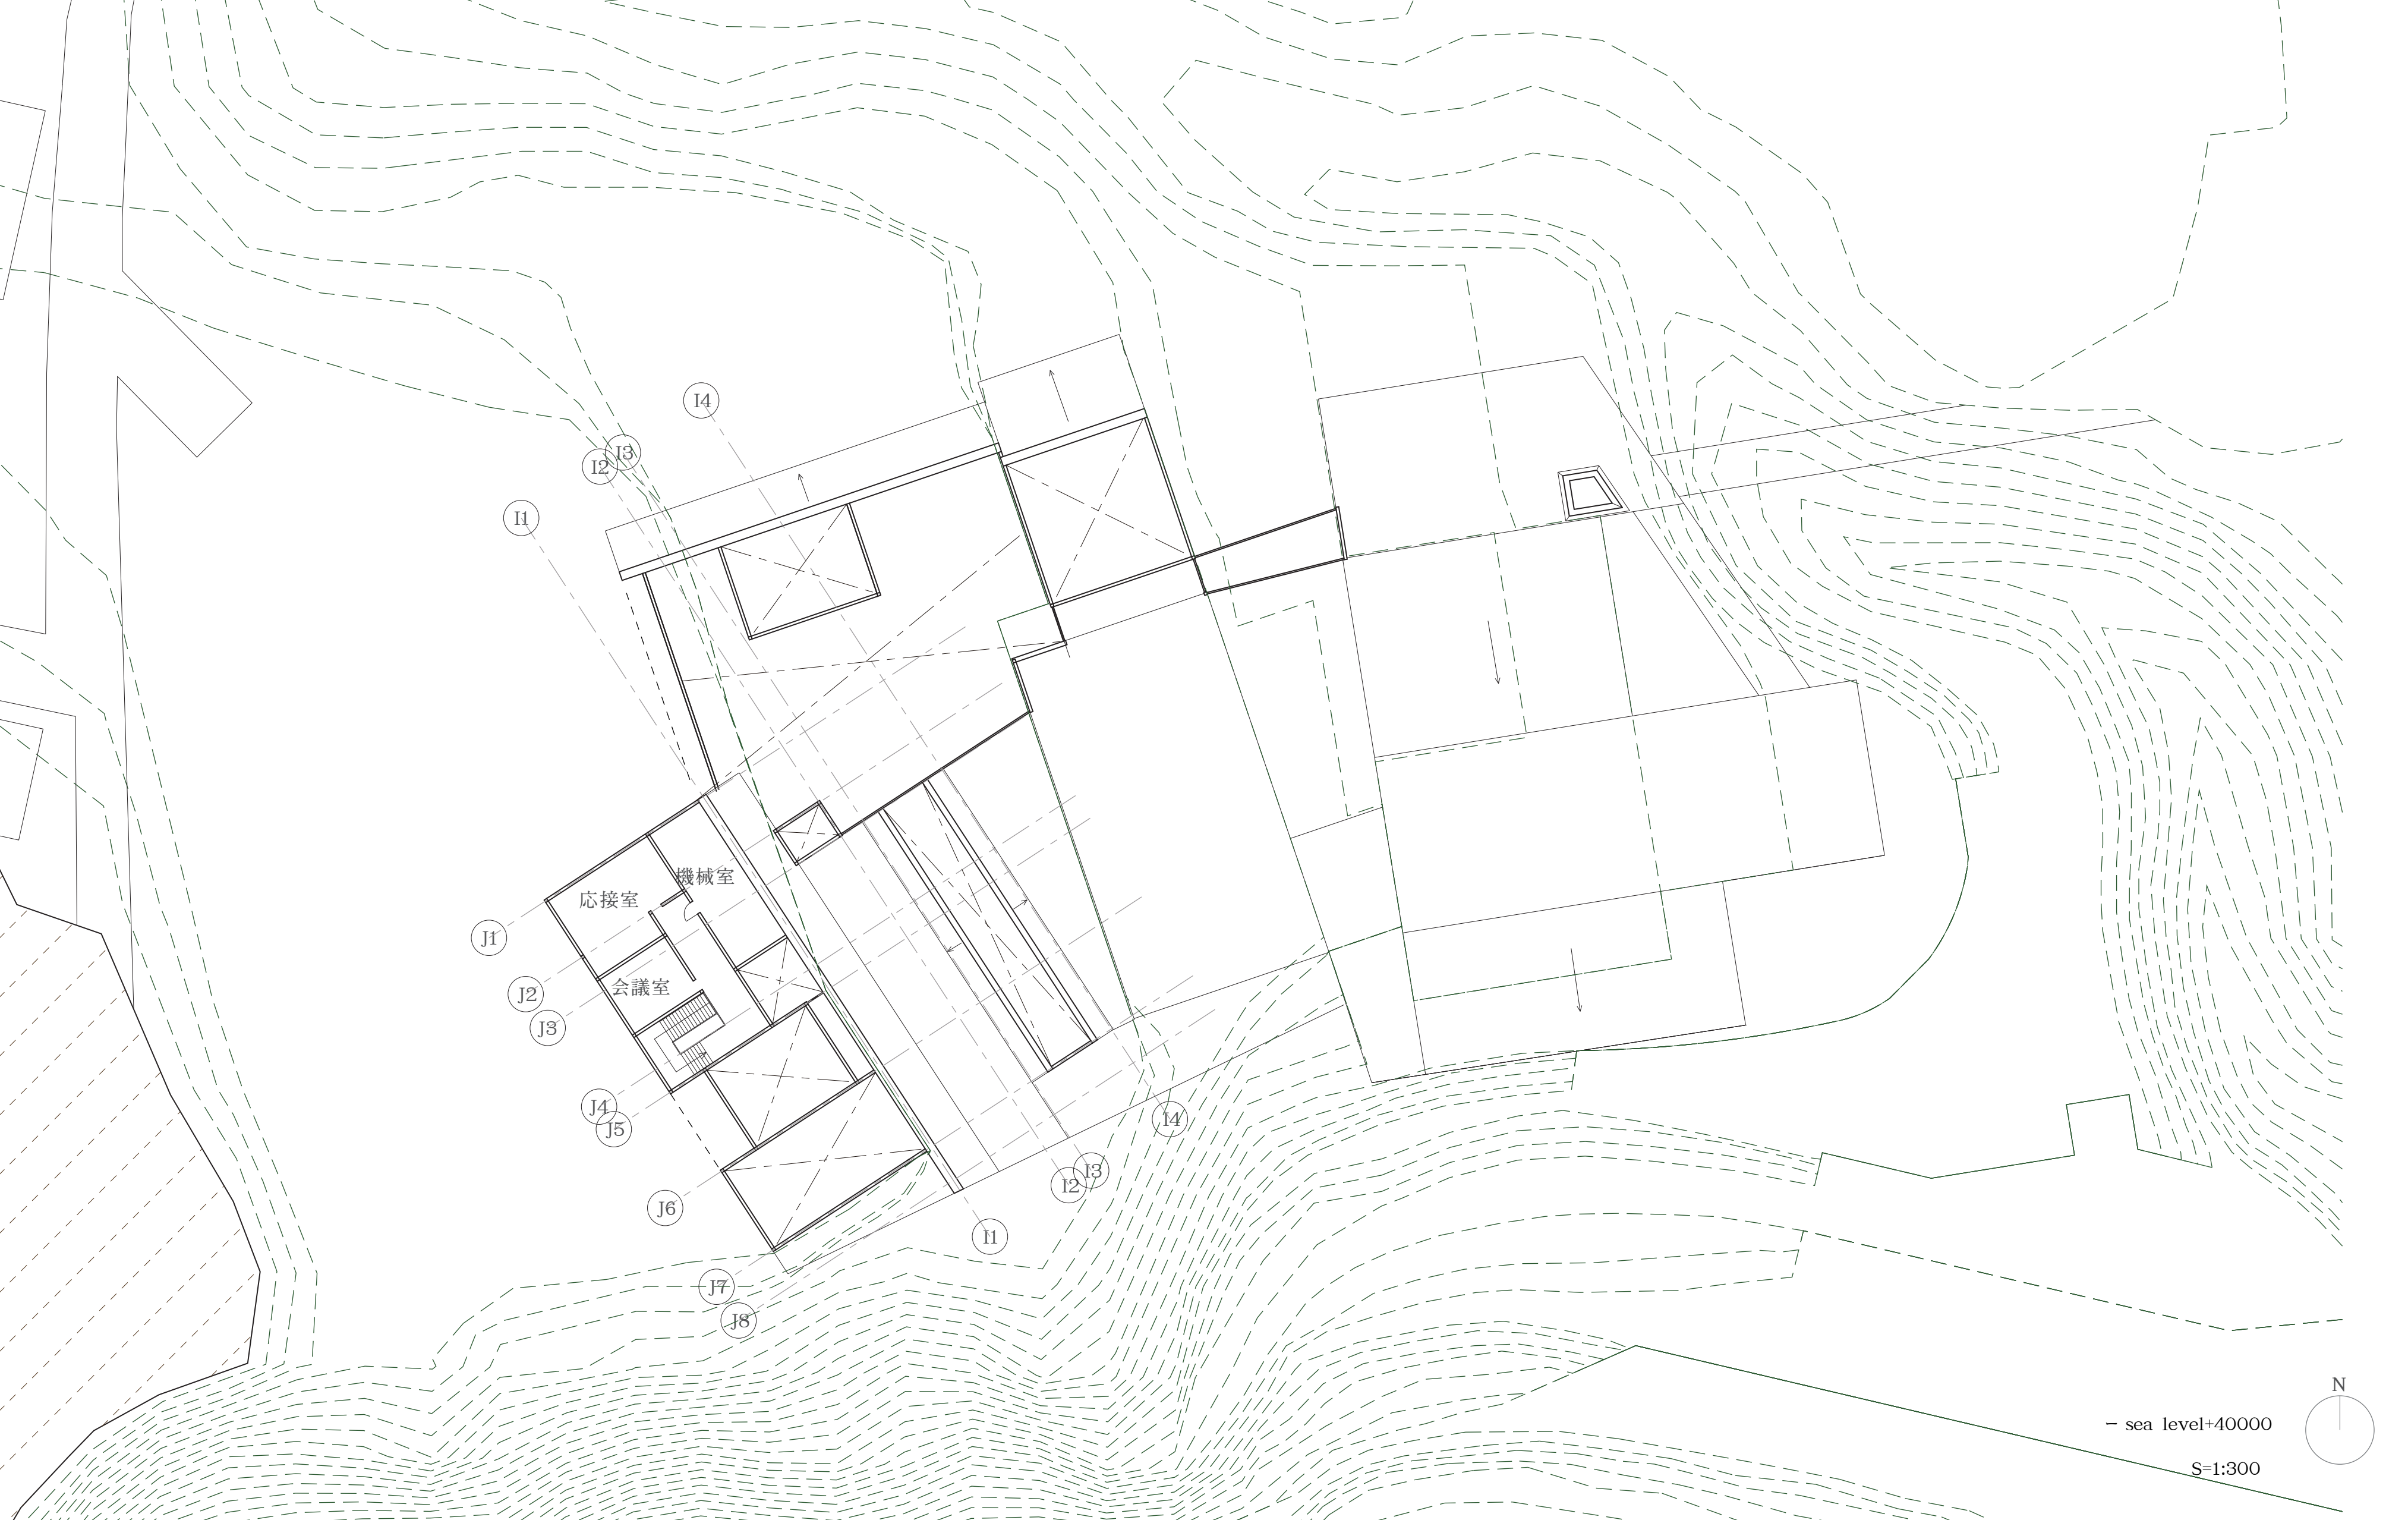 I4
I3
I2
I1
機械室
応接室
J1
会議室
J2
J3
J4
J5
I4
I3
I2
J6
I1
J7
J8
N
− sea level+40000
S=1:300